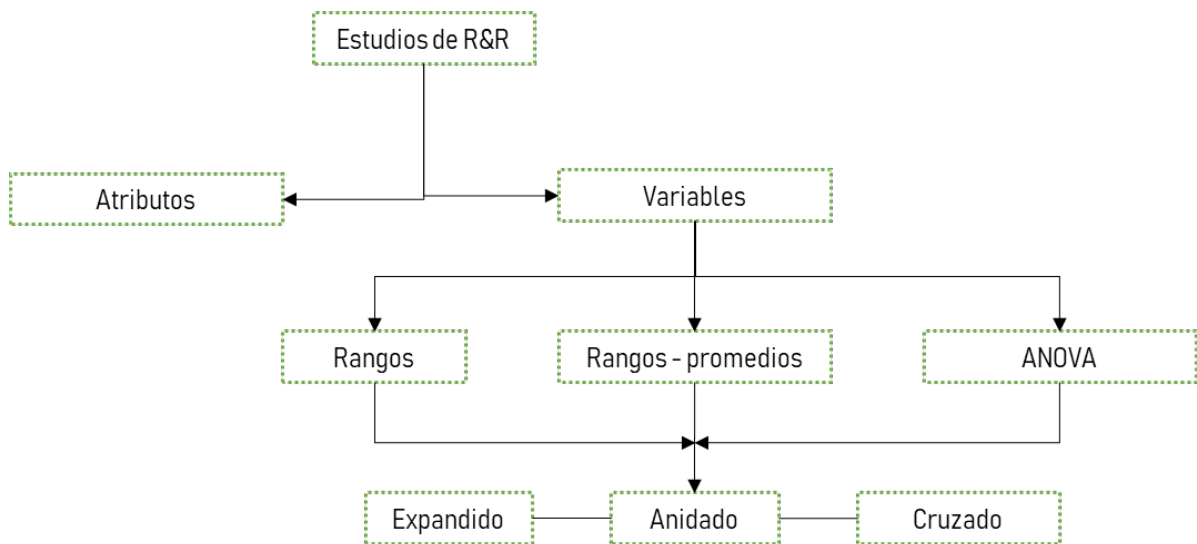 Estudios de R&R
Atributos
Variables
Rangos
Rangos - promedios
ANOVA
Expandido
Anidado
Cruzado